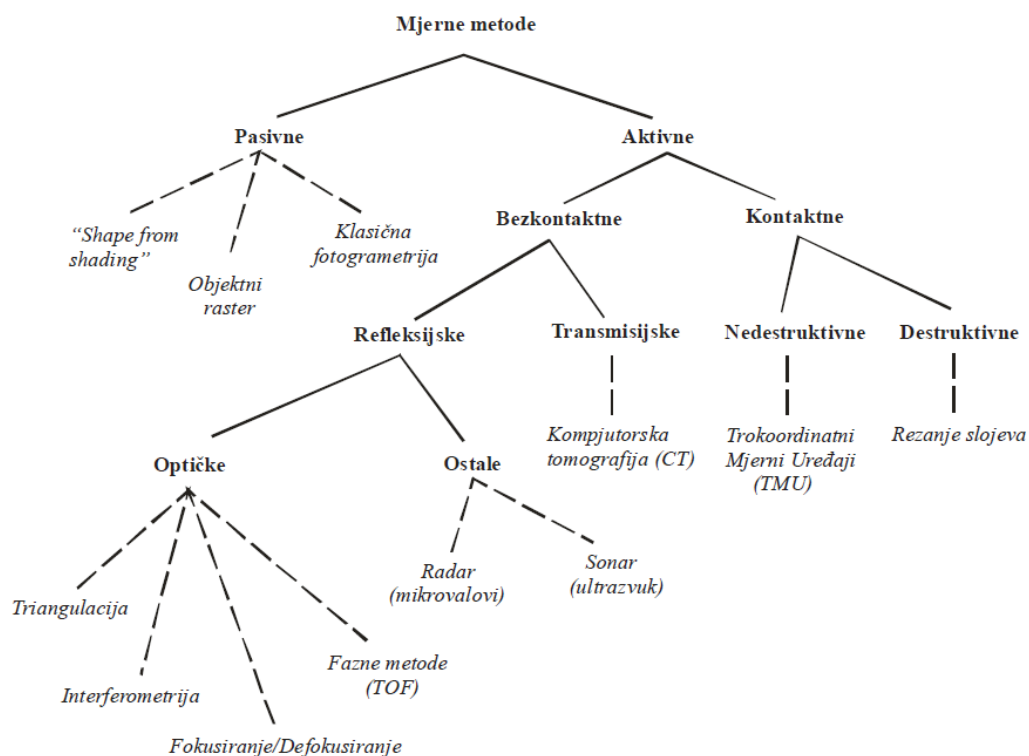 Mjerne metode
Pasivne
Aktivne
“Shape from
shading”
Objektni
raster
Klasična
fotogrametrija
Bezkontaktne
Kontaktne
Refleksijske
Transmisijske
Nedestruktivne
Destruktivne
Kompjutorska
tomografija (CT)
Trokoordinatni
Mjerni Uređaji
(TMU)
Rezanje slojeva
Optičke
Ostale
Radar
(mikrovalovi)
Sonar
(ultrazvuk)
Triangulacija
Interferometrija
Fokusiranje/Defokusiranje
Fazne metode
(TOF)